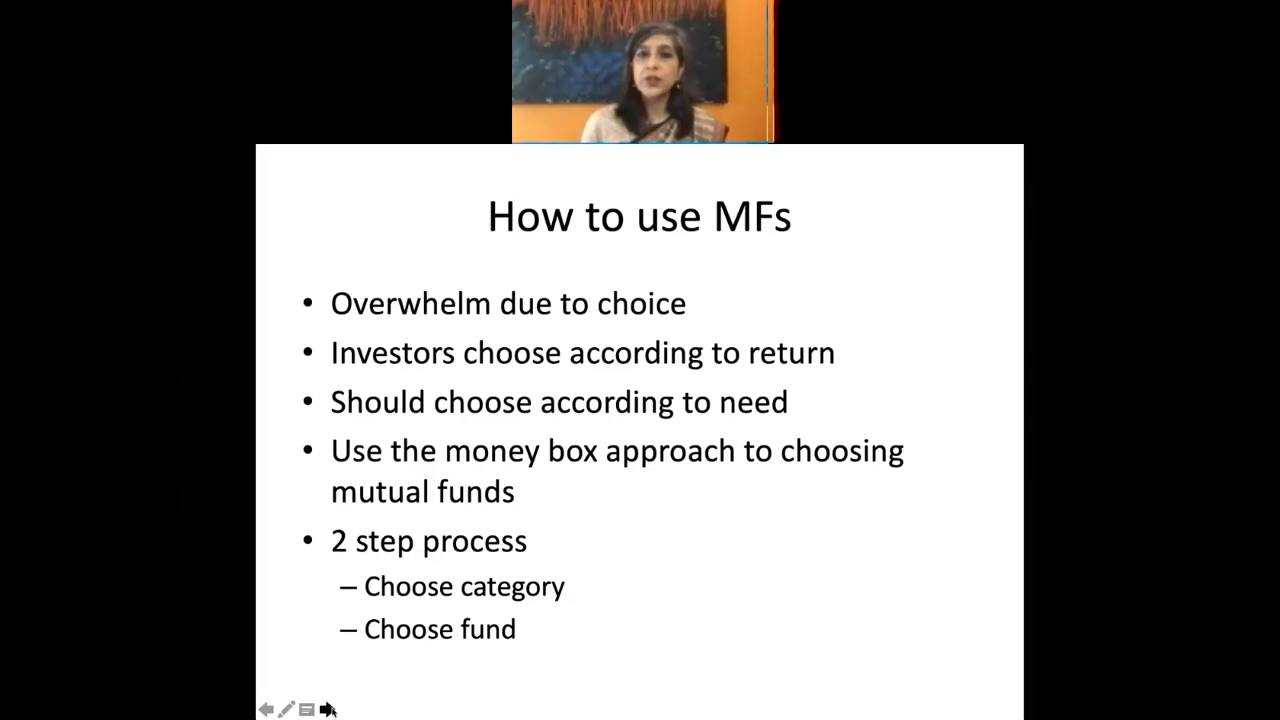 How to use MFs
• Overwhelm due to choice
• Investors choose according to return
• Should choose according to need
• Use the money box approach to choosing
mutual funds
• 2 step process
– Choose category
– Choose fund